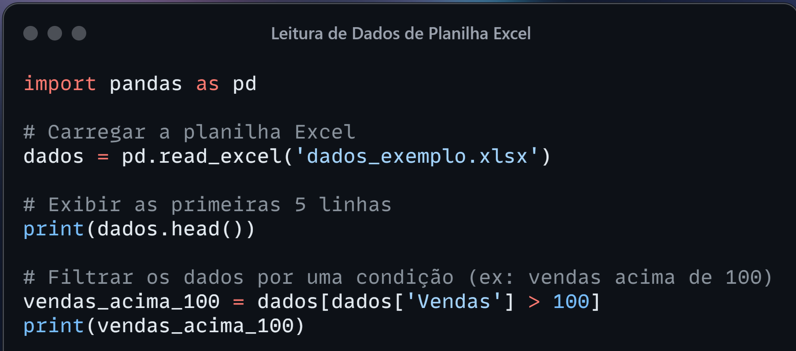 Leitura de Dados de Planilha Excel
import pandas as pd
# Carregar a planilha Excel
dados = pd.read_excel('dados_exemplo.xlsx')
# Exibir as primeiras 5 linhas
print(dados.head())
# Filtrar os dados por uma condição (ex: vendas acima de 100)
vendas_acima_100 = dados[dados['Vendas'] > 100]
print(vendas_acima_100)